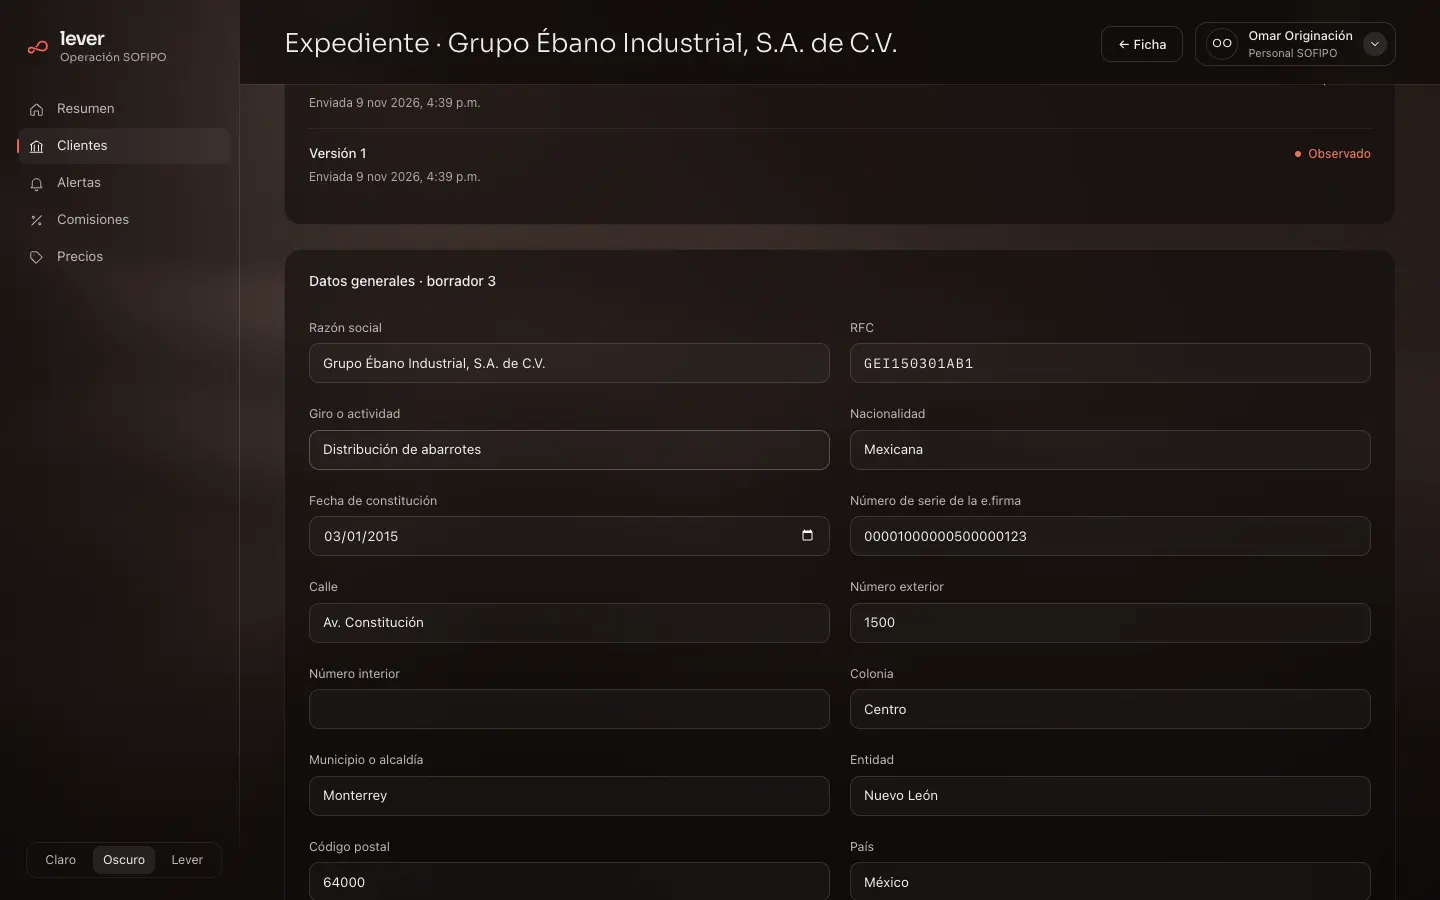 lever
Operación SOFIPO
Resumen
Clientes
Alertas
Comisiones
Precios
Claro
Oscuro
Lever
Expediente · Grupo Ébano Industrial, S.A. de C.V.
← Ficha
OO
Omar Originación
Personal SOFIPO
Enviada 9 nov 2026, 4:39 p.m.
Versión 1
Observado
Enviada 9 nov 2026, 4:39 p.m.
Datos generales · borrador 3
Razón social
Grupo Ébano Industrial, S.A. de C.V.
RFC
GEI150301AB1
Giro o actividad
Distribución de abarrotes
Nacionalidad
Mexicana
Fecha de constitución
03/01/2015
Número de serie de la e.firma
00001000000500000123
Calle
Av. Constitución
Número exterior
1500
Número interior
Colonia
Centro
Municipio o alcaldía
Monterrey
Entidad
Nuevo León
Código postal
64000
País
México